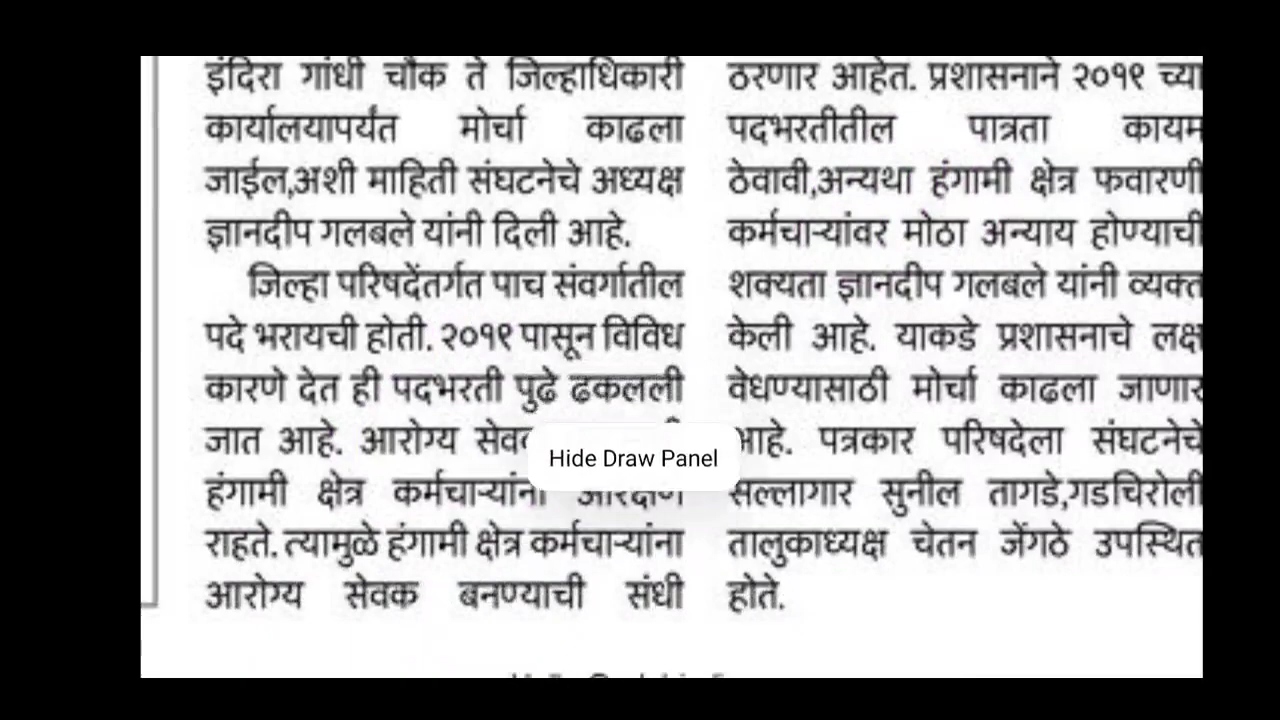 इंदिरा गांधी चौक ते जिल्हाधिकारी
कार्यालयापर्यंत मोर्चा काढला
जाईल,अशी माहिती संघटनेचे अध्यक्ष
ज्ञानदीप गलबले यांनी दिली आहे.
जिल्हा परिषदेंतर्गत पाच संवर्गातील
पदे भरायची होती. २०१९ पासून विविध
कारणे देत ही पदभरती पुढे ढकलली
जात आहे. आरोग्य
हंगामी क्षेत्र कर्मचाऱ्यांना आरक्षण
राहते. त्यामुळे हंगामी क्षेत्र कर्मचाऱ्यांना
आरोग्य सेवक बनण्याची संधी
ठरणार आहेत. प्रशासनाने २०१९ च्या
पदभरतीतील पात्रता कायम
ठेवावी,अन्यथा हंगामी क्षेत्र फवारणी
कर्मचाऱ्यांवर मोठा अन्याय होण्याची
शक्यता ज्ञानदीप गलबले यांनी व्यक्त
केली आहे. याकडे प्रशासनाचे लक्ष
वेधण्यासाठी मोर्चा काढला जाणार
आहे. पत्रकार परिषदेला संघटनेचे
सल्लागार सुनील तागडे,गडचिरोली
तालुकाध्यक्ष चेतन जेंगठे उपस्थित
होते.
Hide Draw Panel